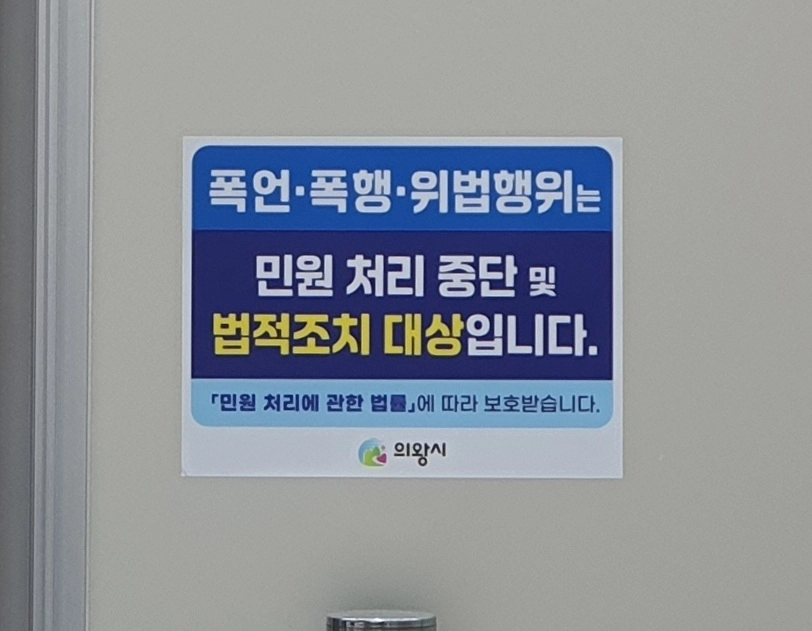 폭언·폭행·위법행위는
민원 처리 중단 및
법적조치 대상입니다.
「민원 처리에 관한 법률」에 따라 보호받습니다.
의왕시